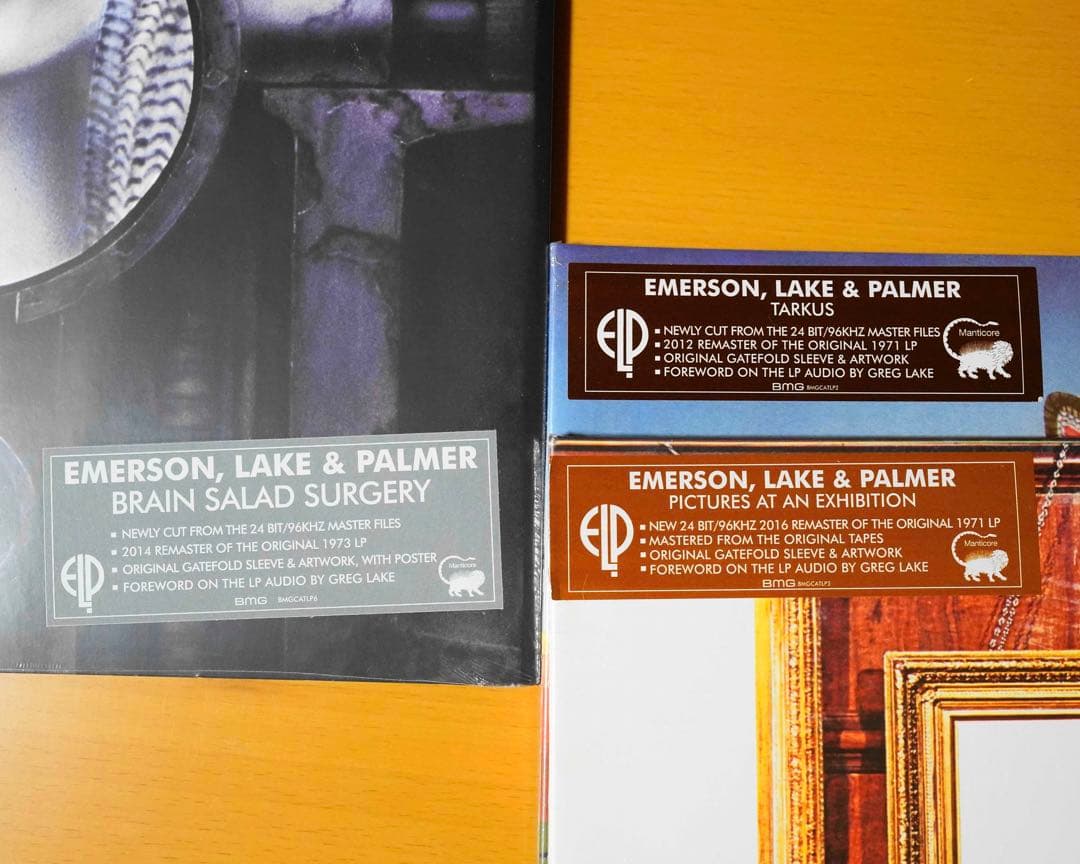 EMERSON, LAKE & PALMER
BRAIN SALAD SURGERY
▪ NEWLY CUT FROM THE 24 BIT/96KHZ MASTER FILES
▪ 2014 REMASTER OF THE ORIGINAL 1973 LP
▪ ORIGINAL GATEFOLD SLEEVE & ARTWORK, WITH POSTER
▪ FOREWORD ON THE LP AUDIO BY GREG LAKE
ELP
Manticore
BMG BMGCATLP6
EMERSON, LAKE & PALMER
TARKUS
▪ NEWLY CUT FROM THE 24 BIT/96KHZ MASTER FILES
▪ 2012 REMASTER OF THE ORIGINAL 1971 LP
▪ ORIGINAL GATEFOLD SLEEVE & ARTWORK
▪ FOREWORD ON THE LP AUDIO BY GREG LAKE
ELP
Manticore
BMG BMGCATLP2
EMERSON, LAKE & PALMER
PICTURES AT AN EXHIBITION
▪ NEW 24 BIT/96KHZ 2016 REMASTER OF THE ORIGINAL 1971 LP
▪ MASTERED FROM THE ORIGINAL TAPES
▪ ORIGINAL GATEFOLD SLEEVE & ARTWORK
▪ FOREWORD ON THE LP AUDIO BY GREG LAKE
ELP
Manticore
BMG BMGCATLP3